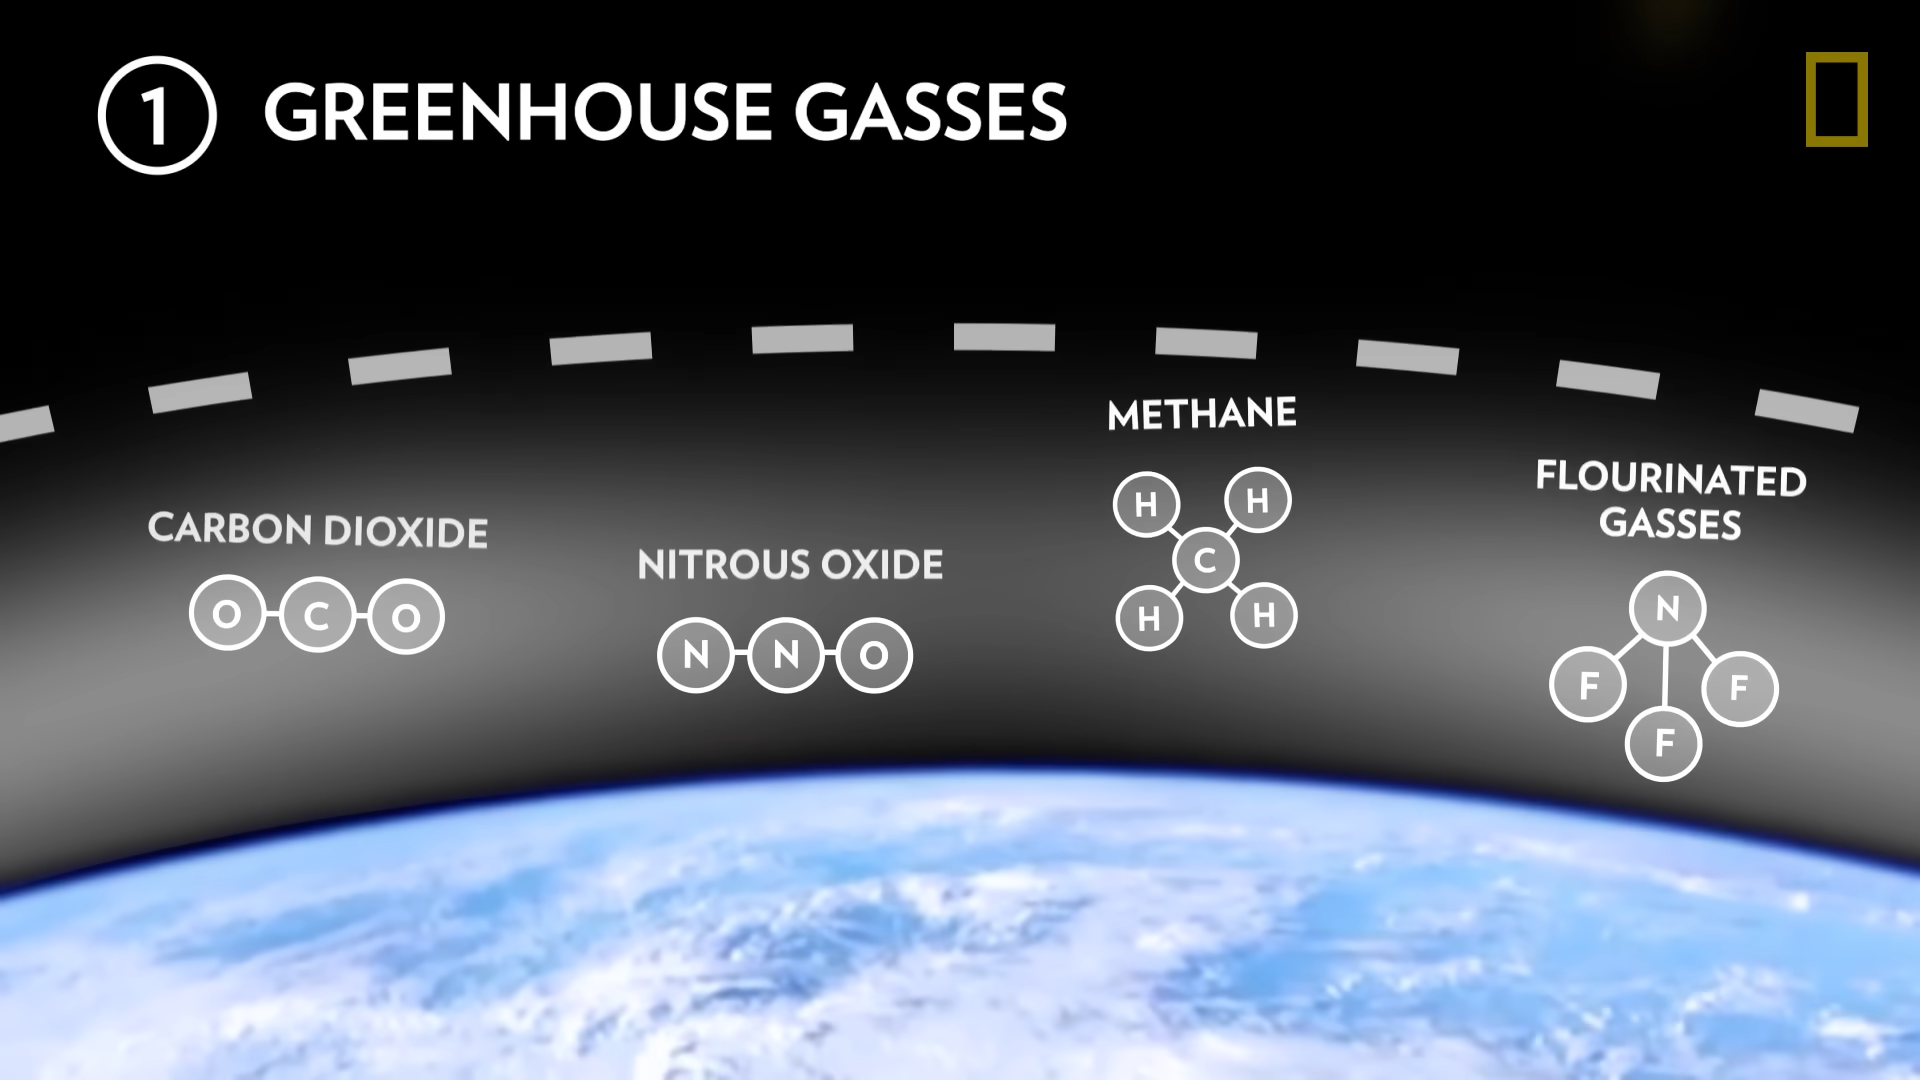 1 GREENHOUSE GASSES
METHANE
H H
C
H H
FLOURINATED
GASSES
N
F F
F
CARBON DIOXIDE
O C O
NITROUS OXIDE
N N O